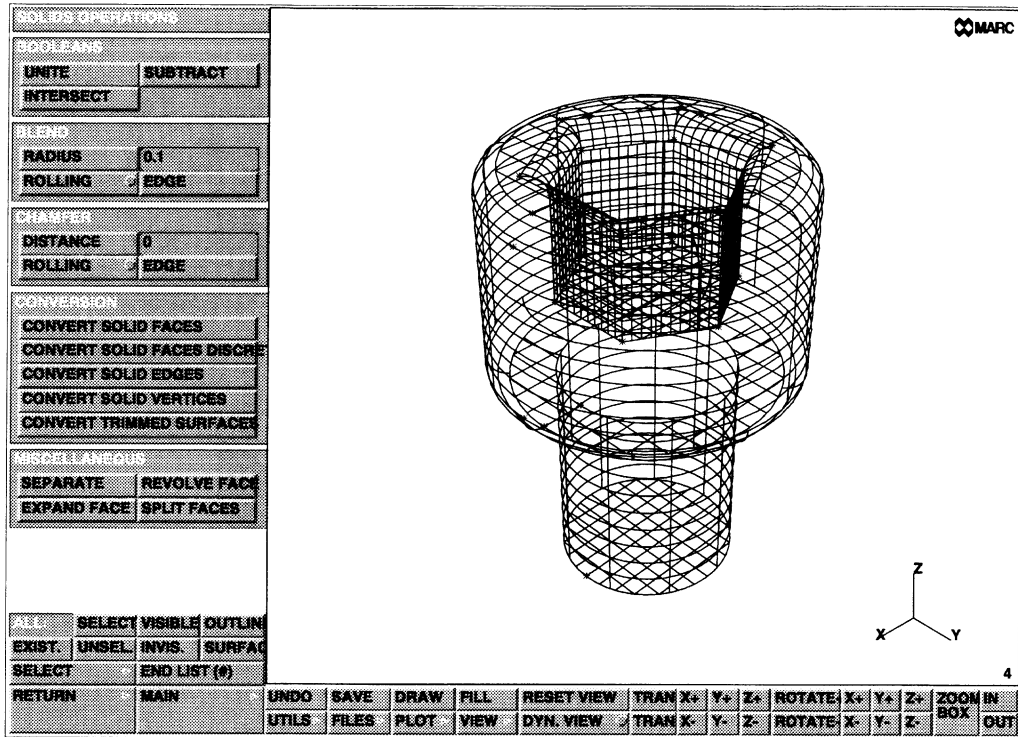 SOLIDS OPERATIONS
MARC
BOOLEANS
UNITE SUBTRACT
INTERSECT
BLEND
RADIUS 0.1
ROLLING EDGE
CHAMFER
DISTANCE 0
ROLLING EDGE
CONVERSION
CONVERT SOLID FACES
CONVERT SOLID FACES DISCRE
CONVERT SOLID EDGES
CONVERT SOLID VERTICES
CONVERT TRIMMED SURFACES
MISCELLANEOUS
SEPARATE REVOLVE FACE
EXPAND FACE SPLIT FACES
Z
X Y
4
ALL SELECT VISIBLE OUTLIN
EXIST. UNSEL. INVIS. SURFAC
SELECT END LIST (#)
RETURN MAIN UNDO SAVE DRAW FILL RESET VIEW TRAN X+ Y+ Z+ ROTATE X+ Y+ Z+ ZOOM IN
UTILS FILES PLOT VIEW DYN. VIEW TRAN X- Y- Z- ROTATE X- Y- Z- BOX OUT